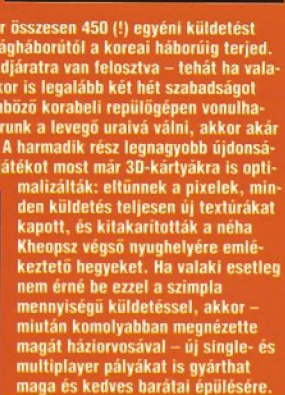 r összesen 450 (!) egyéni küldetést
ágháborútól a koreai háborúig terjed.
djáratra van felosztva – tehát ha vala-
kor is legalább két hét szabadságot
nböző korabeli repülőgépen vonulha-
runk a levegő uraivá válni, akkor akár
A harmadik rész legnagyobb újdonsá-
átékot most már 3D-kártyákra is opti-
malizálták: eltűnnek a pixelek, min-
den küldetés teljesen új textúrákat
kapott, és kitakarították a néha
Kheopsz végső nyughelyére emlé-
keztető hegyeket. Ha valaki esetleg
nem érné be ezzel a szimpla
mennyiségű küldetéssel, akkor –
miután komolyabban megnézette
magát háziorvosával – új single- és
multiplayer pályákat is gyárthat
maga és kedves barátai épülésére.